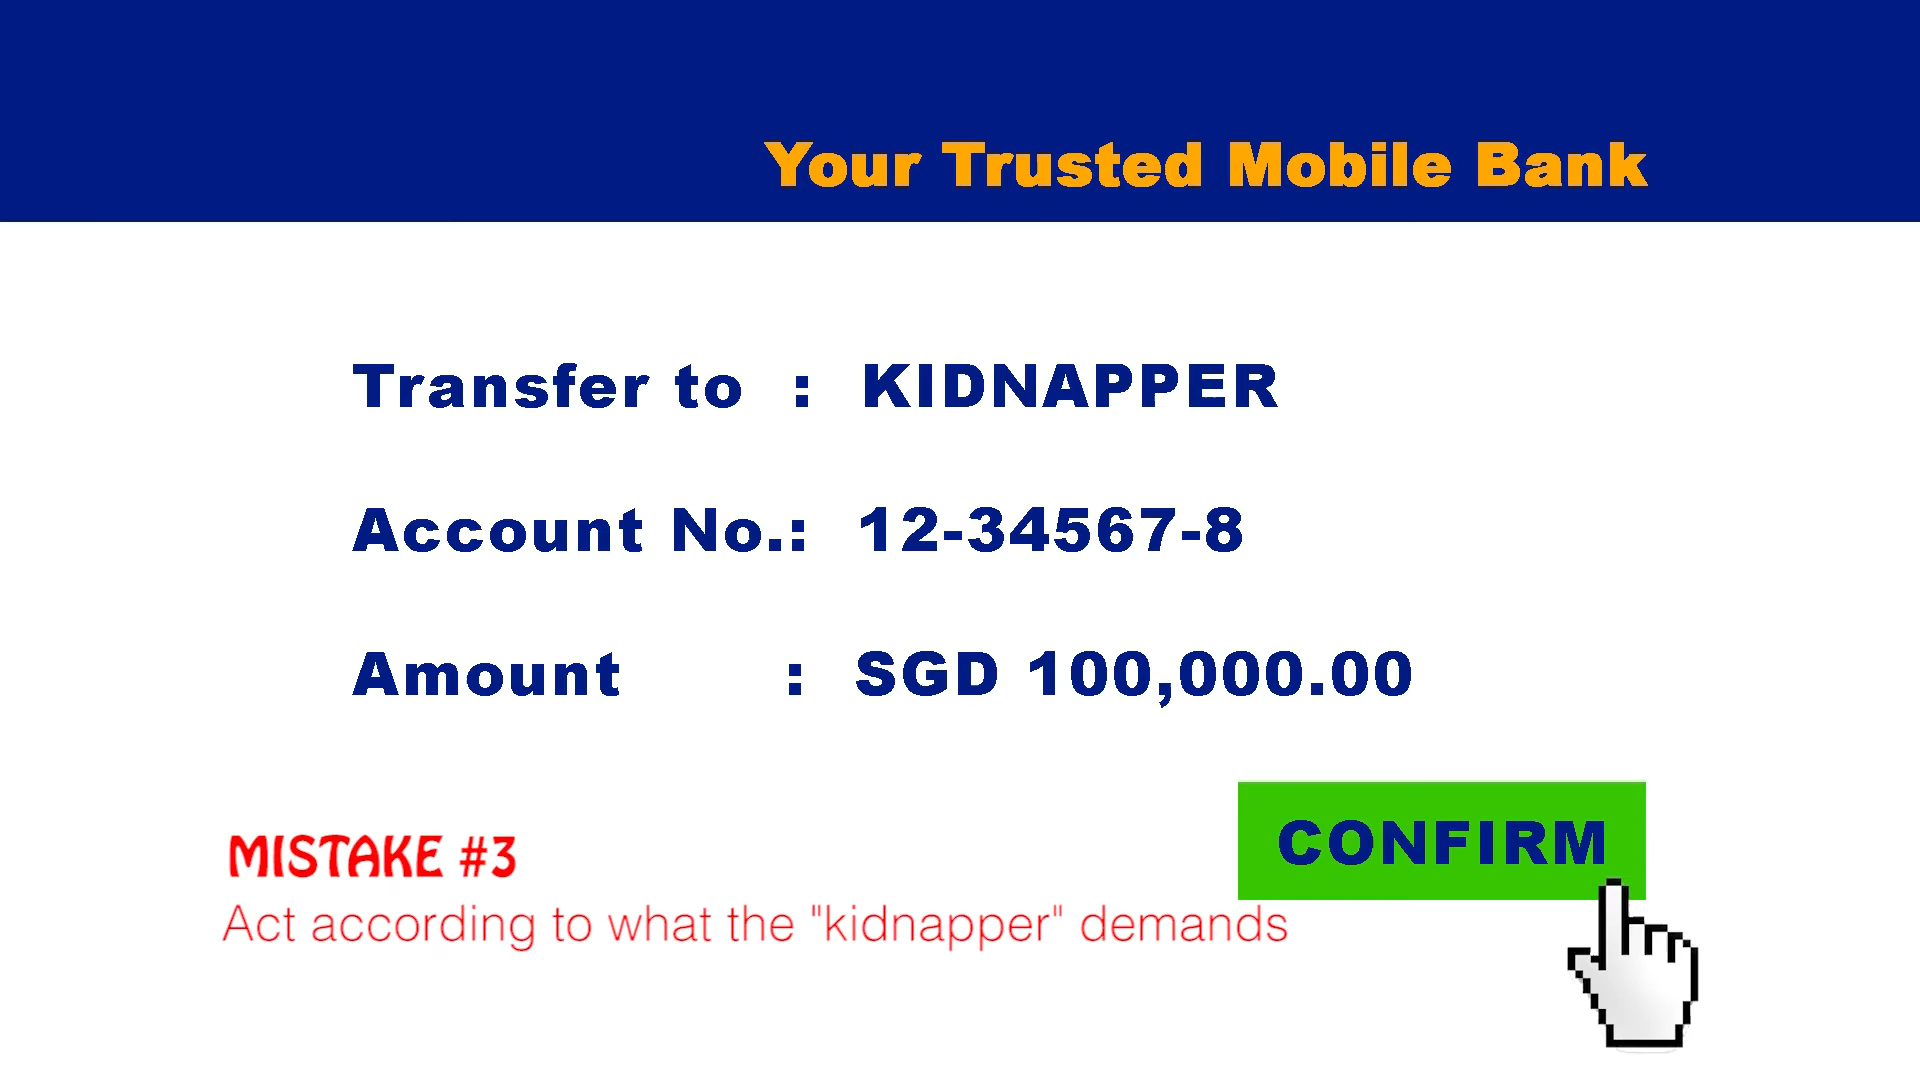 Your Trusted Mobile Bank
Transfer to : KIDNAPPER
Account No.: 12-34567-8
Amount : SGD 100,000.00
CONFIRM
MISTAKE #3
Act according to what the "kidnapper" demands